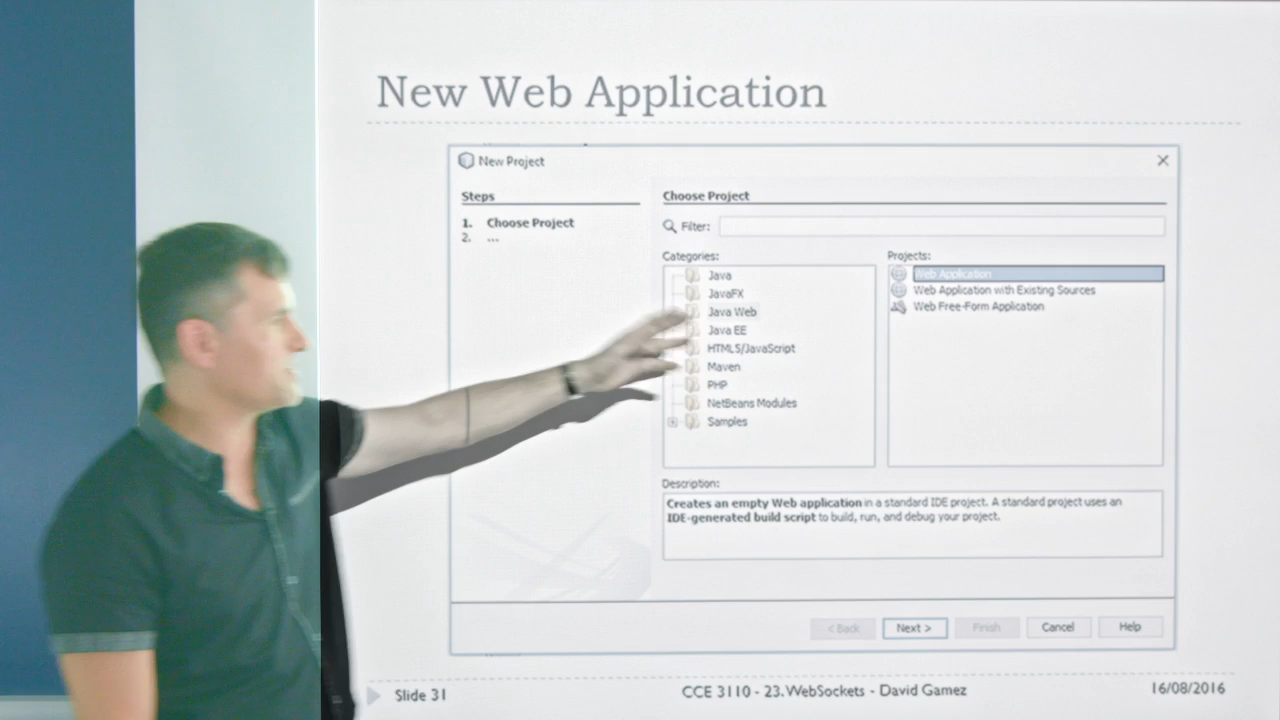 New Web Application
New Project
Steps
1. Choose Project
2. ...
Choose Project
Filter:
Categories:
Java
JavaFX
Java Web
Java EE
HTML5/JavaScript
Maven
PHP
NetBeans Modules
Samples
Projects:
Web Application
Web Application with Existing Sources
Web Free-Form Application
Description:
Creates an empty Web application in a standard IDE project. A standard project uses an
IDE-generated build script to build, run, and debug your project.
< Back Next > Finish Cancel Help
Slide 31 CCE 3110 - 23.WebSockets - David Gamez 16/08/2016